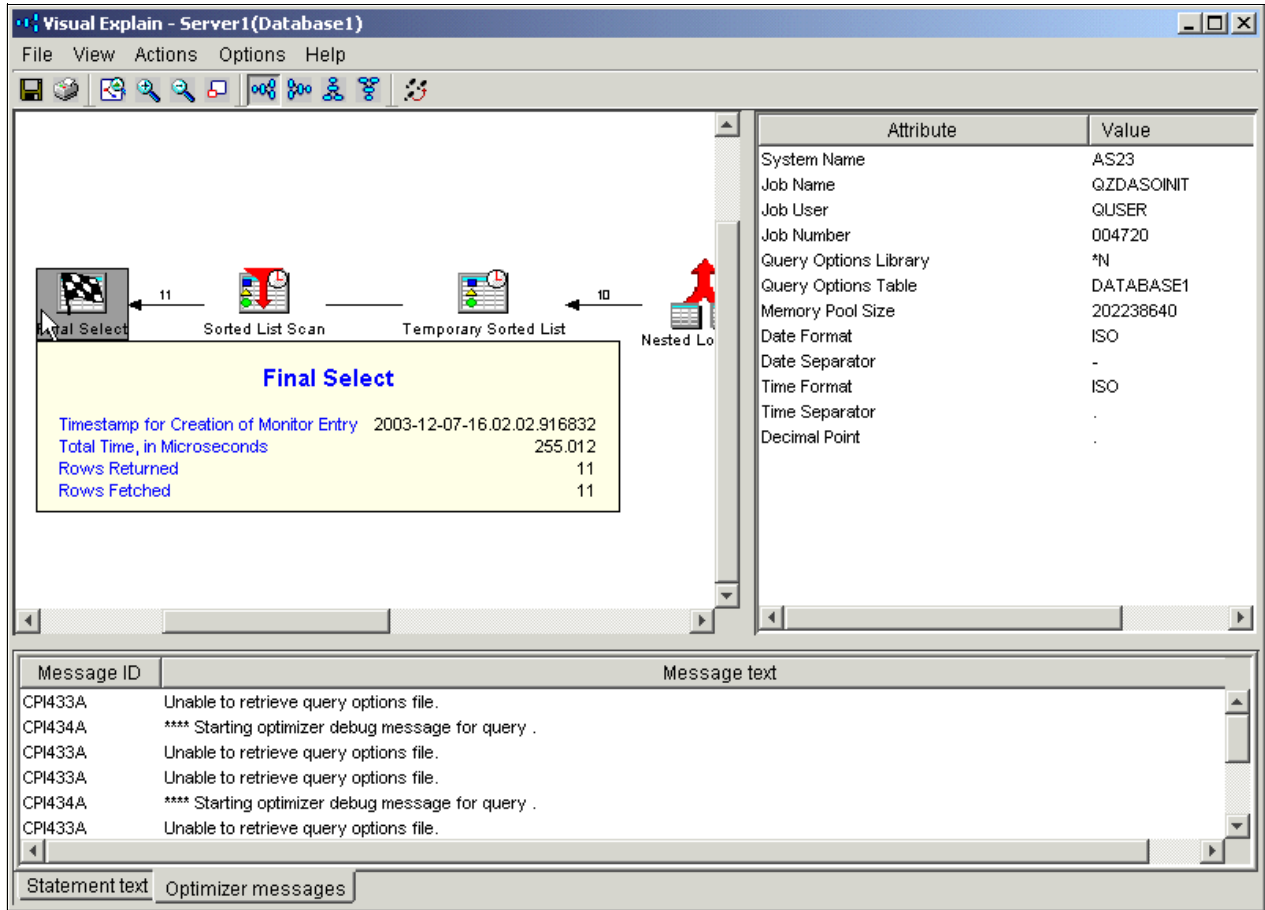 Visual Explain - Server1(Database1)
File View Actions Options Help
11
10
Final Select
Sorted List Scan
Temporary Sorted List
Nested Lo
Final Select
Timestamp for Creation of Monitor Entry 2003-12-07-16.02.02.916832
Total Time, in Microseconds 255.012
Rows Returned 11
Rows Fetched 11
Attribute Value
System Name AS23
Job Name QZDASOINIT
Job User QUSER
Job Number 004720
Query Options Library *N
Query Options Table DATABASE1
Memory Pool Size 202238640
Date Format ISO
Date Separator -
Time Format ISO
Time Separator .
Decimal Point .
Message ID Message text
CPI433A Unable to retrieve query options file.
CPI434A **** Starting optimizer debug message for query .
CPI433A Unable to retrieve query options file.
CPI433A Unable to retrieve query options file.
CPI434A **** Starting optimizer debug message for query .
CPI433A Unable to retrieve query options file.
Statement text Optimizer messages